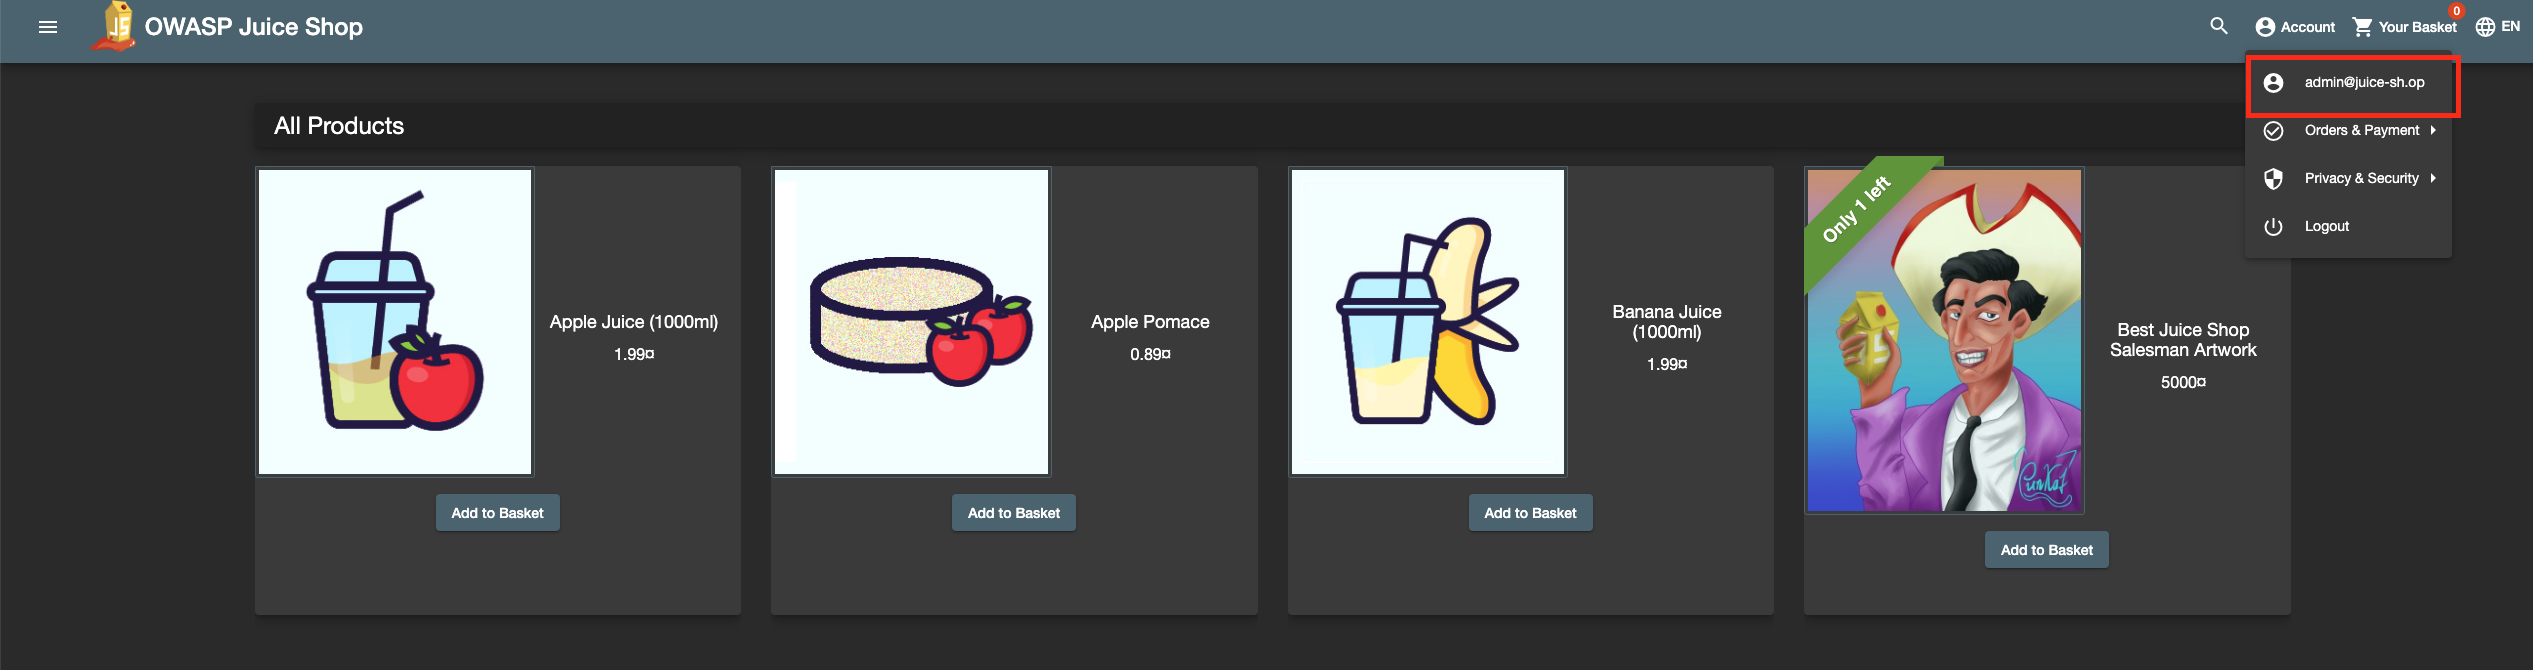 OWASP Juice Shop
Account
Your Basket
0
EN
admin@juice-sh.op
Orders & Payment
Privacy & Security
Logout
All Products
Apple Juice (1000ml)
1.99¤
Add to Basket
Apple Pomace
0.89¤
Add to Basket
Banana Juice
(1000ml)
1.99¤
Add to Basket
Only 1 left
Best Juice Shop
Salesman Artwork
5000¤
Add to Basket